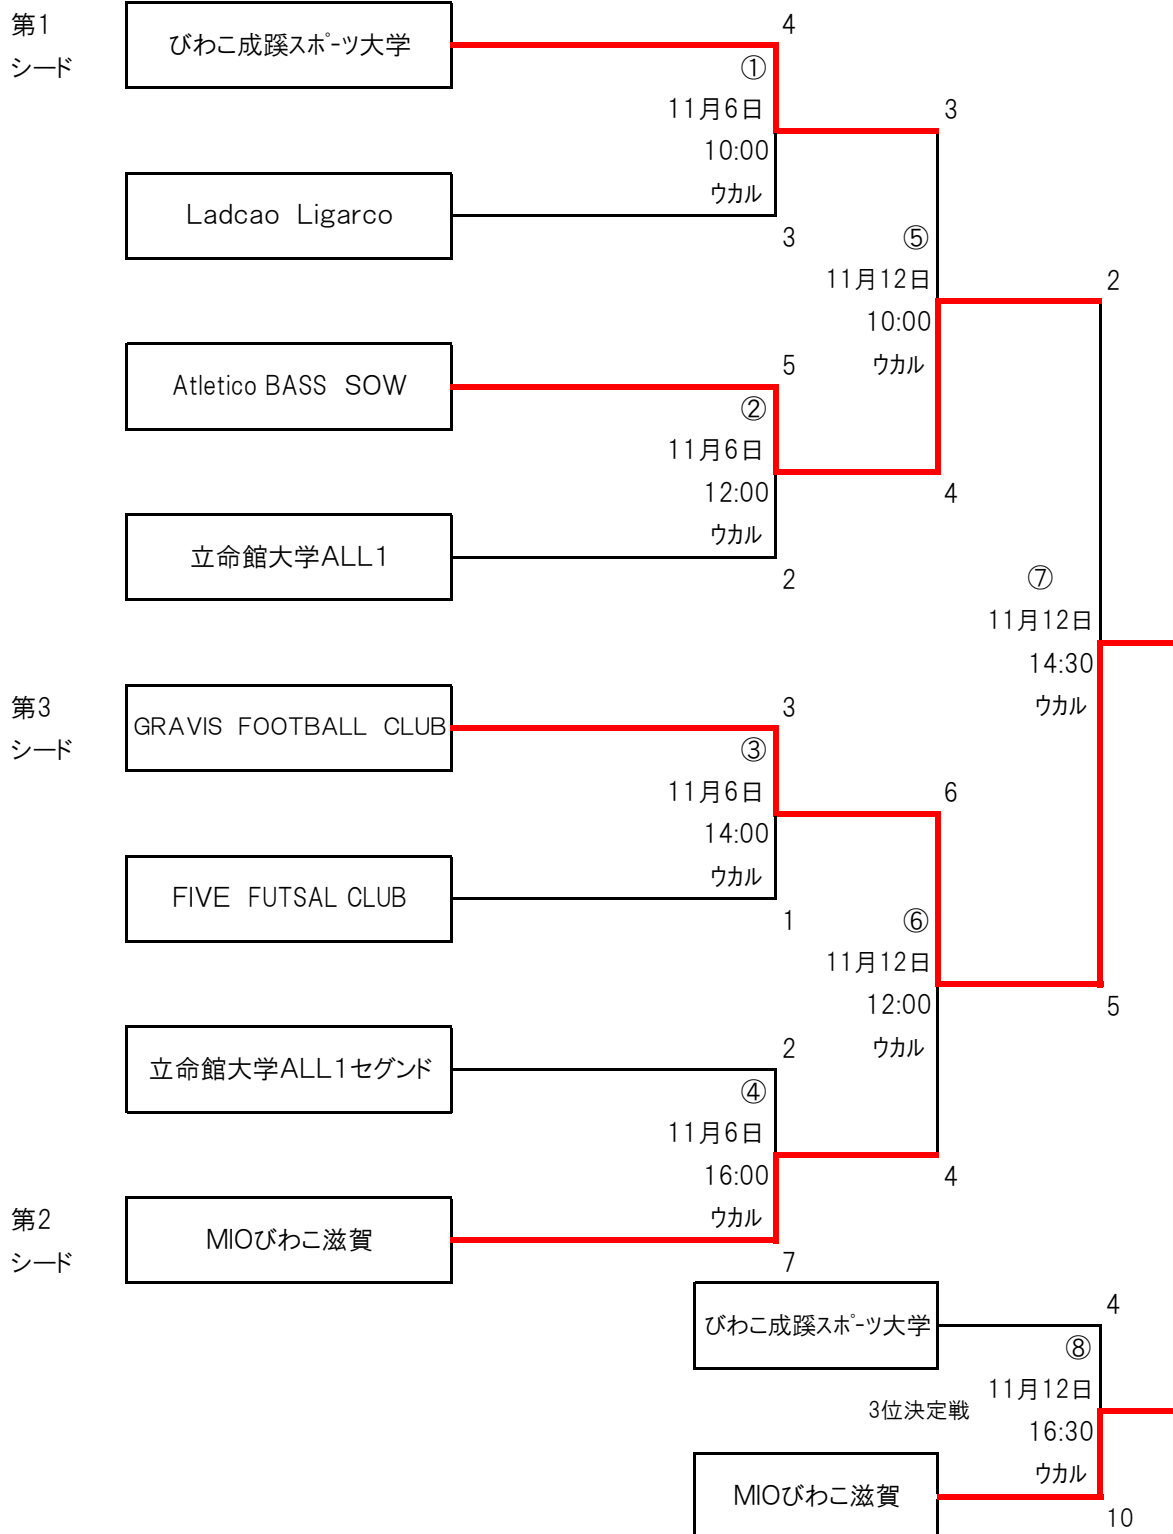 第1
シード
びわこ成蹊スポーツ大学
4
①
11月6日
10:00
ウカル
3
Ladcao Ligarco
3
⑤
11月12日
10:00
ウカル
2
Atletico BASS SOW
5
②
11月6日
12:00
ウカル
4
立命館大学ALL1
2
⑦
11月12日
14:30
ウカル
第3
シード
GRAVIS FOOTBALL CLUB
3
③
11月6日
14:00
ウカル
6
FIVE FUTSAL CLUB
1
⑥
11月12日
12:00
ウカル
5
立命館大学ALL1セグンド
2
④
11月6日
16:00
ウカル
4
第2
シード
MIOびわこ滋賀
7
びわこ成蹊スポーツ大学
4
⑧
11月12日
16:30
ウカル
3位決定戦
MIOびわこ滋賀
10